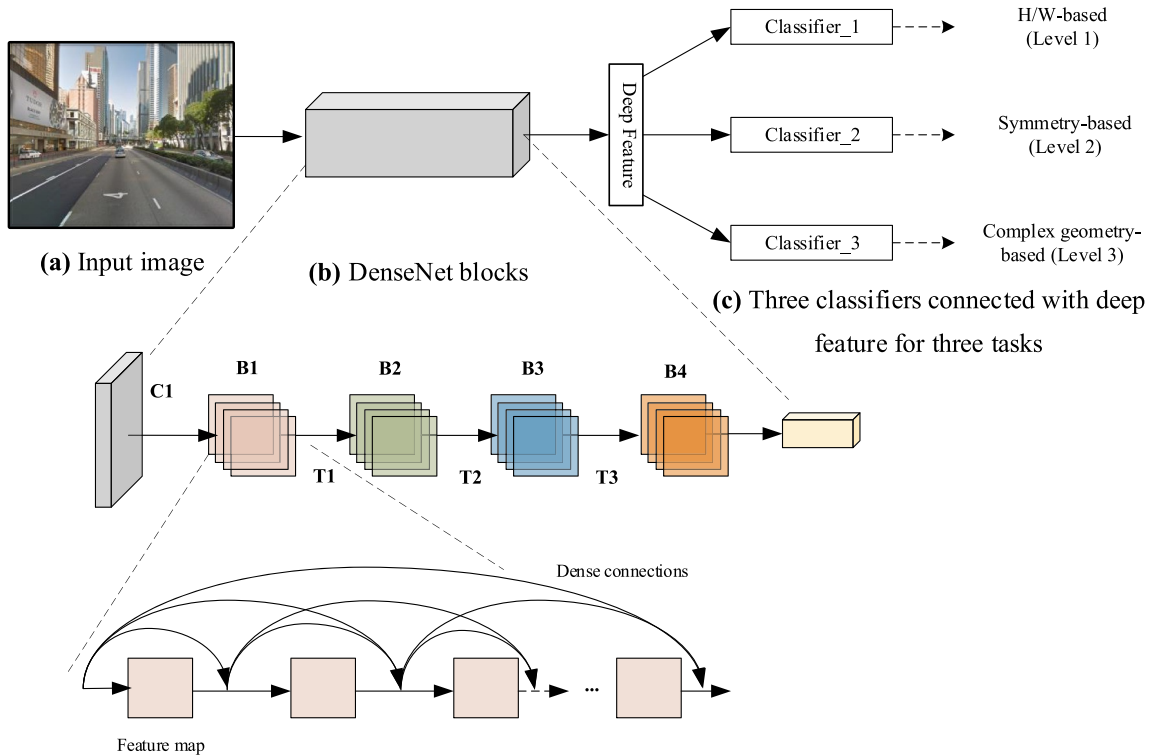 H/W-based
(Level 1)
Classifier_1
Deep Feature
Classifier_2
Symmetry-based
(Level 2)
Classifier_3
Complex geometry-
based (Level 3)
(a) Input image
(b) DenseNet blocks
(c) Three classifiers connected with deep
feature for three tasks
C1
B1
B2
B3
B4
T1
T2
T3
Dense connections
...
Feature map